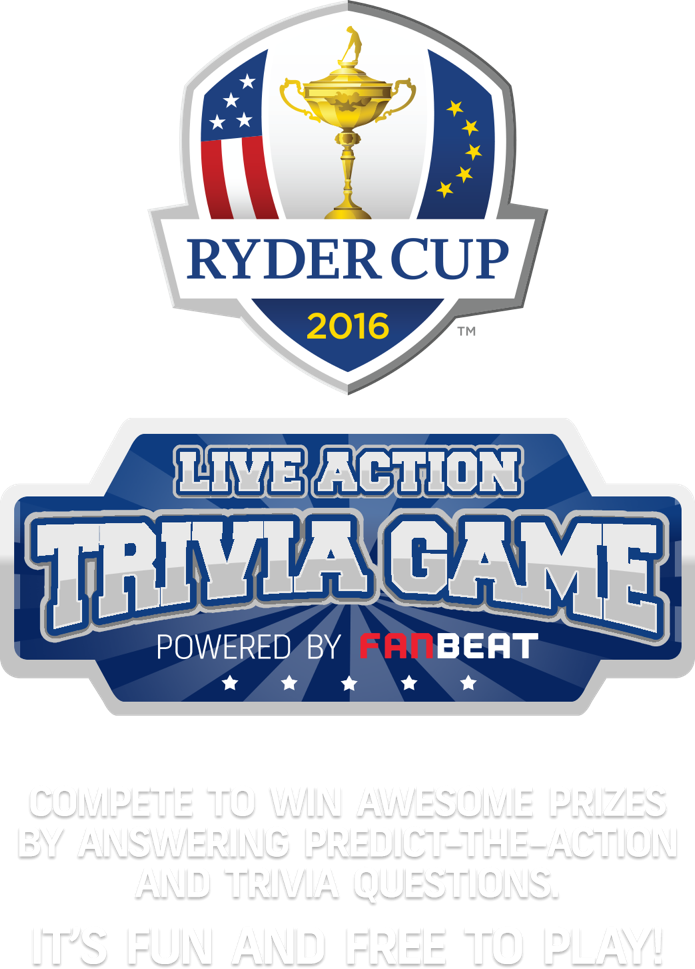 RYDER CUP
2016
TM
LIVE ACTION
TRIVIA GAME
POWERED BY FANBEAT
COMPETE TO WIN AWESOME PRIZES
BY ANSWERING PREDICT-THE-ACTION
AND TRIVIA QUESTIONS.
IT'S FUN AND FREE TO PLAY!